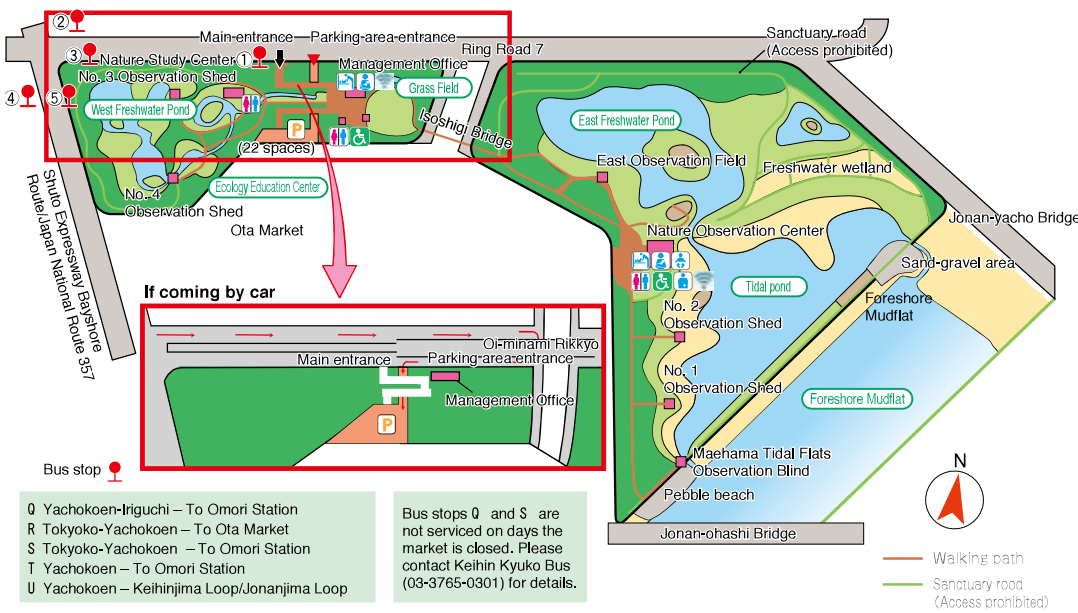 ②
Main-entrance
Parking-area-entrance
Sanctuary road
(Access prohibited)
③
Nature Study Center
①
Ring Road 7
No. 3 Observation Shed
Management Office
④
⑤
West Freshwater Pond
Grass Field
Isoshigi Bridge
East Freshwater Pond
P
(22 spaces)
East Observation Field
Freshwater wetland
No. 4
Observation Shed
Ecology Education Center
Ota Market
Jonan-yacho Bridge
Shuto Expressway Bayshore
Route/Japan National Route 357
Nature Observation Center
Sand-gravel area
Tidal pond
Foreshore
Mudflat
If coming by car
No. 2
Observation Shed
Oi-minami Rikkyo
Main entrance
Parking-area-entrance
No. 1
Observation Shed
Management Office
Foreshore Mudflat
P
Maehama Tidal Flats
Observation Blind
Bus stop
Pebble beach
N
Q Yachokoen-Iriguchi – To Omori Station
R Tokyoko-Yachokoen – To Ota Market
S Tokyoko-Yachokoen – To Omori Station
T Yachokoen – To Omori Station
U Yachokoen – Keihinjima Loop/Jonanjima Loop
Bus stops Q and S are
not serviced on days the
market is closed. Please
contact Keihin Kyuko Bus
(03-3765-0301) for details.
Jonan-ohashi Bridge
Walking path
Sanctuary rood
(Access prohibited)